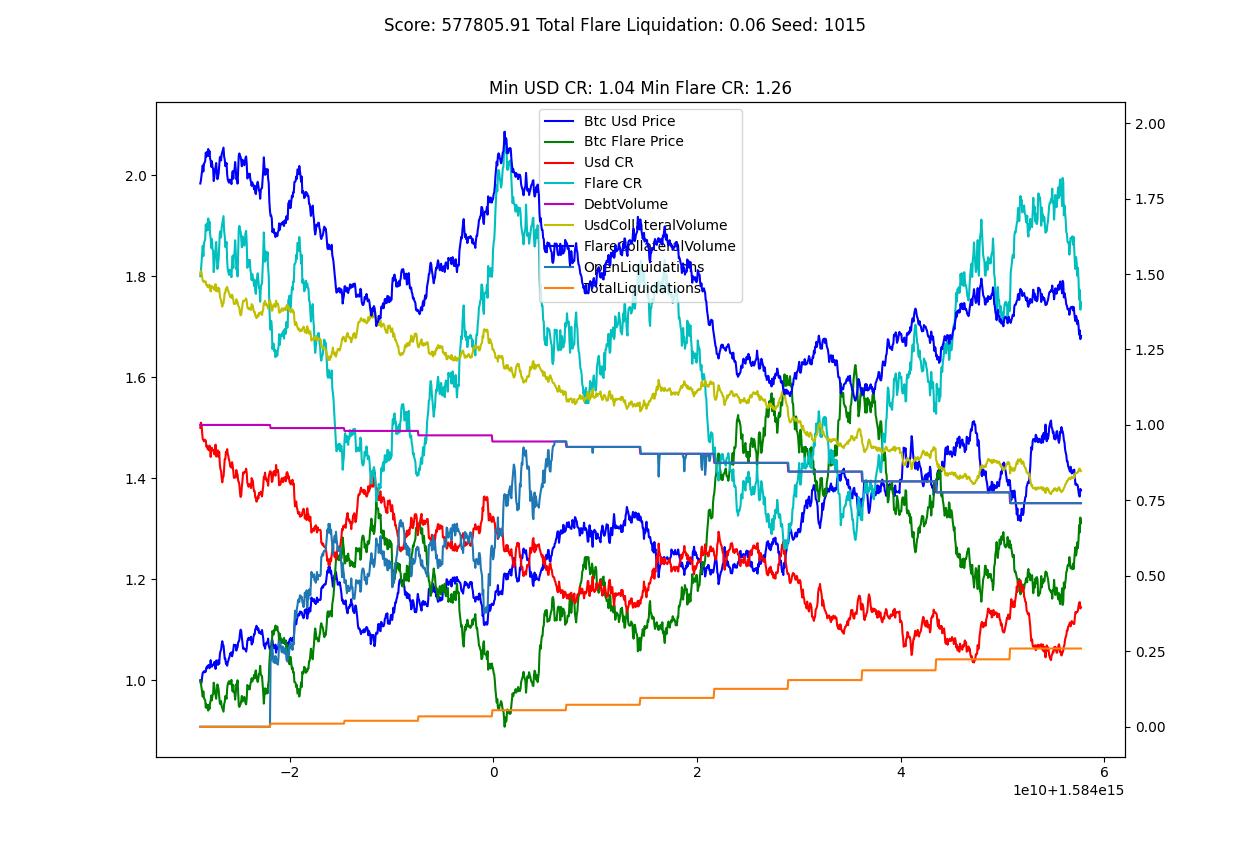 Score: 577805.91 Total Flare Liquidation: 0.06 Seed: 1015
Min USD CR: 1.04 Min Flare CR: 1.26
Btc Usd Price
Btc Flare Price
Usd CR
Flare CR
DebtVolume
UsdCollateralVolume
FlareCollateralVolume
OpenLiquidations
TotalLiquidations
2.0
1.8
1.6
1.4
1.2
1.0
2.00
1.75
1.50
1.25
1.00
0.75
0.50
0.25
0.00
−2 0 2 4 6
1e10+1.584e15